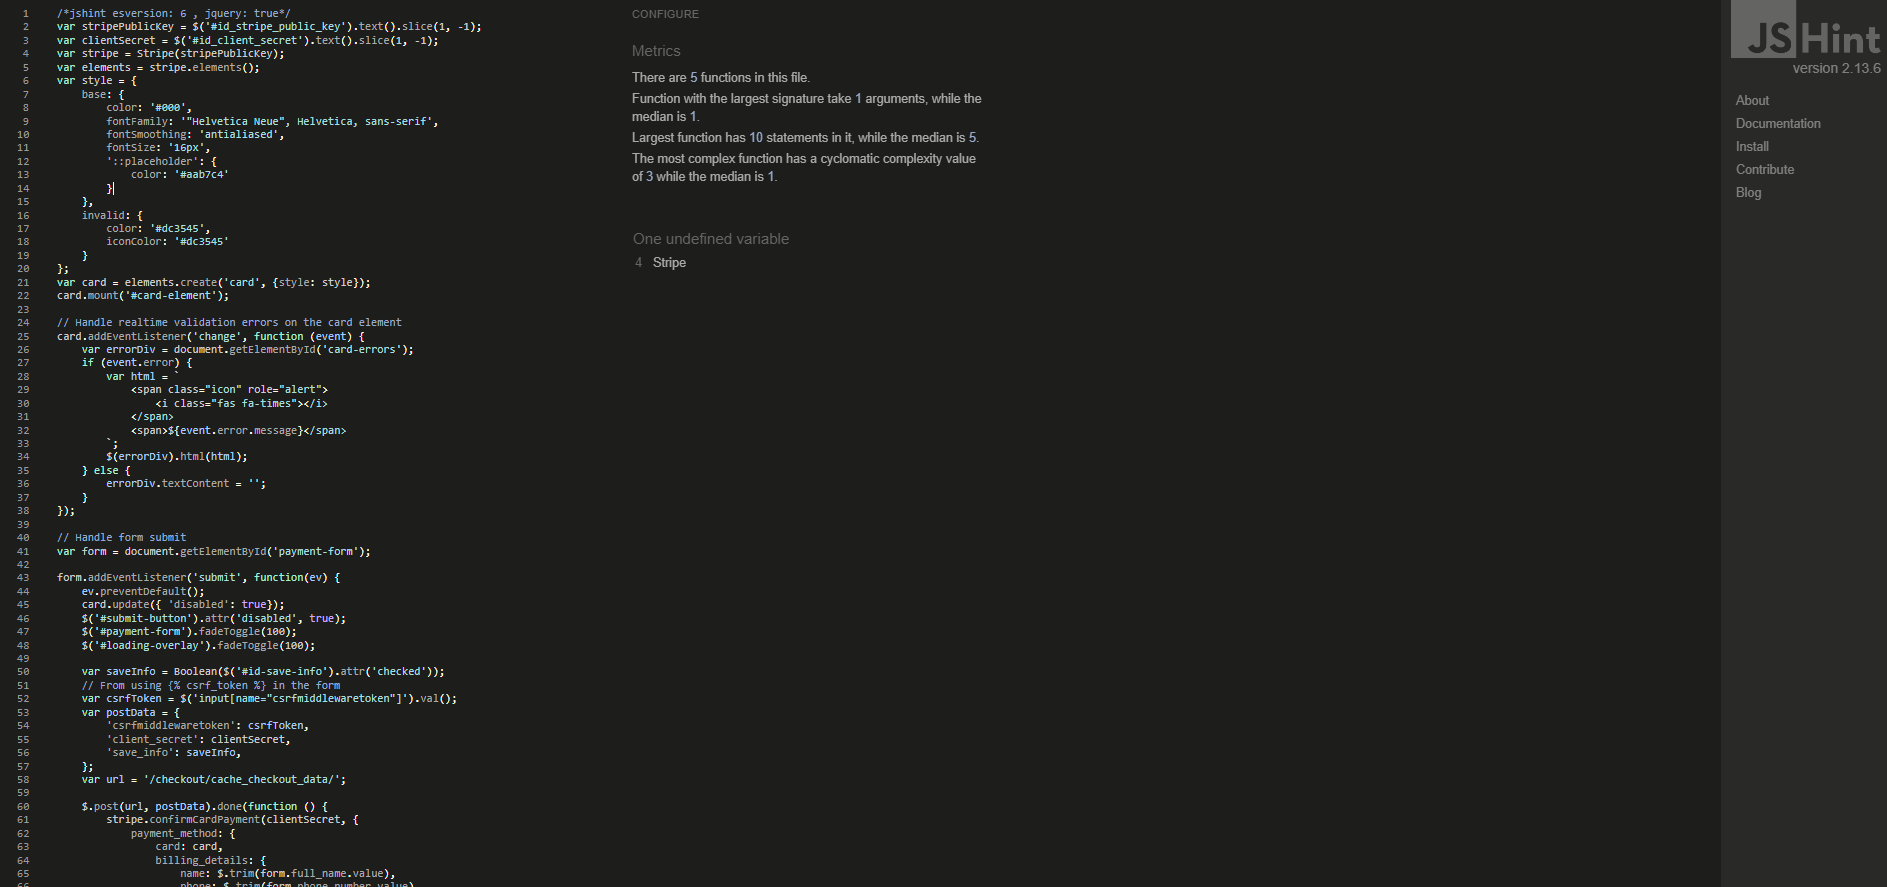 1 /*jshint esversion: 6 , jquery: true*/
2 var stripePublicKey = $('#id_stripe_public_key').text().slice(1, -1);
3 var clientSecret = $('#id_client_secret').text().slice(1, -1);
4 var stripe = Stripe(stripePublicKey);
5 var elements = stripe.elements();
6 var style = {
7 base: {
8 color: '#000',
9 fontFamily: '"Helvetica Neue", Helvetica, sans-serif',
10 fontSmoothing: 'antialiased',
11 fontSize: '16px',
12 '::placeholder': {
13 color: '#aab7c4'
14 }
15 },
16 invalid: {
17 color: '#dc3545',
18 iconColor: '#dc3545'
19 }
20 };
21 var card = elements.create('card', {style: style});
22 card.mount('#card-element');
23
24 // Handle realtime validation errors on the card element
25 card.addEventListener('change', function (event) {
26 var errorDiv = document.getElementById('card-errors');
27 if (event.error) {
28 var html = `
29 <span class="icon" role="alert">
30 <i class="fas fa-times"></i>
31 </span>
32 <span>${event.error.message}</span>
33 `;
34 $(errorDiv).html(html);
35 } else {
36 errorDiv.textContent = '';
37 }
38 });
39
40 // Handle form submit
41 var form = document.getElementById('payment-form');
42
43 form.addEventListener('submit', function(ev) {
44 ev.preventDefault();
45 card.update({ 'disabled': true});
46 $('#submit-button').attr('disabled', true);
47 $('#payment-form').fadeToggle(100);
48 $('#loading-overlay').fadeToggle(100);
49
50 var saveInfo = Boolean($('#id-save-info').attr('checked'));
51 // From using {% csrf_token %} in the form
52 var csrfToken = $('input[name="csrfmiddlewaretoken"]').val();
53 var postData = {
54 'csrfmiddlewaretoken': csrfToken,
55 'client_secret': clientSecret,
56 'save_info': saveInfo,
57 };
58 var url = '/checkout/cache_checkout_data/';
59
60 $.post(url, postData).done(function () {
61 stripe.confirmCardPayment(clientSecret, {
62 payment_method: {
63 card: card,
64 billing_details: {
65 name: $.trim(form.full_name.value),
66 phone: $.trim(form.phone_number.value)
CONFIGURE
Metrics
There are 5 functions in this file.
Function with the largest signature take 1 arguments, while the
median is 1.
Largest function has 10 statements in it, while the median is 5.
The most complex function has a cyclomatic complexity value
of 3 while the median is 1.
One undefined variable
4 Stripe
JSHint
version 2.13.6
About
Documentation
Install
Contribute
Blog